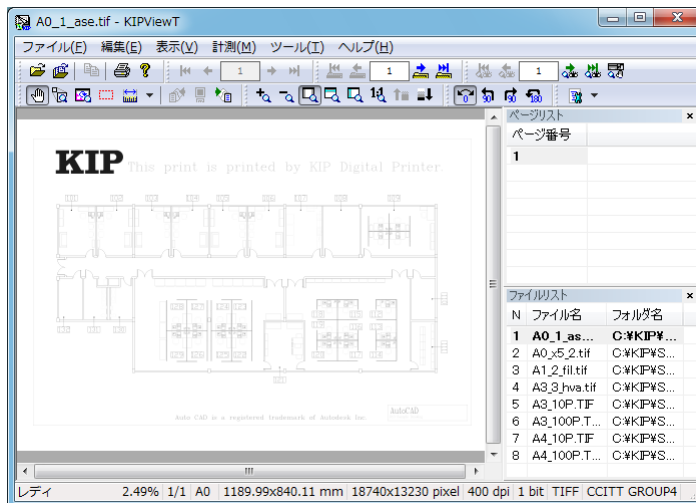 A0_1_ase.tif - KIPViewT
ファイル(F) 編集(E) 表示(V) 計測(M) ツール(T) ヘルプ(H)
1 1 1
ページリスト
ページ番号
1
KIP This print is printed by KIP Digital Printer.
AutoCAD
Auto CAD is a registered trademark of Autodesk Inc.
ファイルリスト
N ファイル名 フォルダ名
1 A0_1_as... C:¥KIP¥...
2 A0_x5_2.tif C:¥KIP¥S...
3 A1_2_fil.tif C:¥KIP¥S...
4 A3_3_hva.tif C:¥KIP¥S...
5 A3_10P.TIF C:¥KIP¥S...
6 A3_100P.T... C:¥KIP¥S...
7 A4_10P.TIF C:¥KIP¥S...
8 A4_100P.T... C:¥KIP¥S...
レディ 2.49% 1/1 A0 1189.99x840.11 mm 18740x13230 pixel 400 dpi 1 bit TIFF CCITT GROUP4